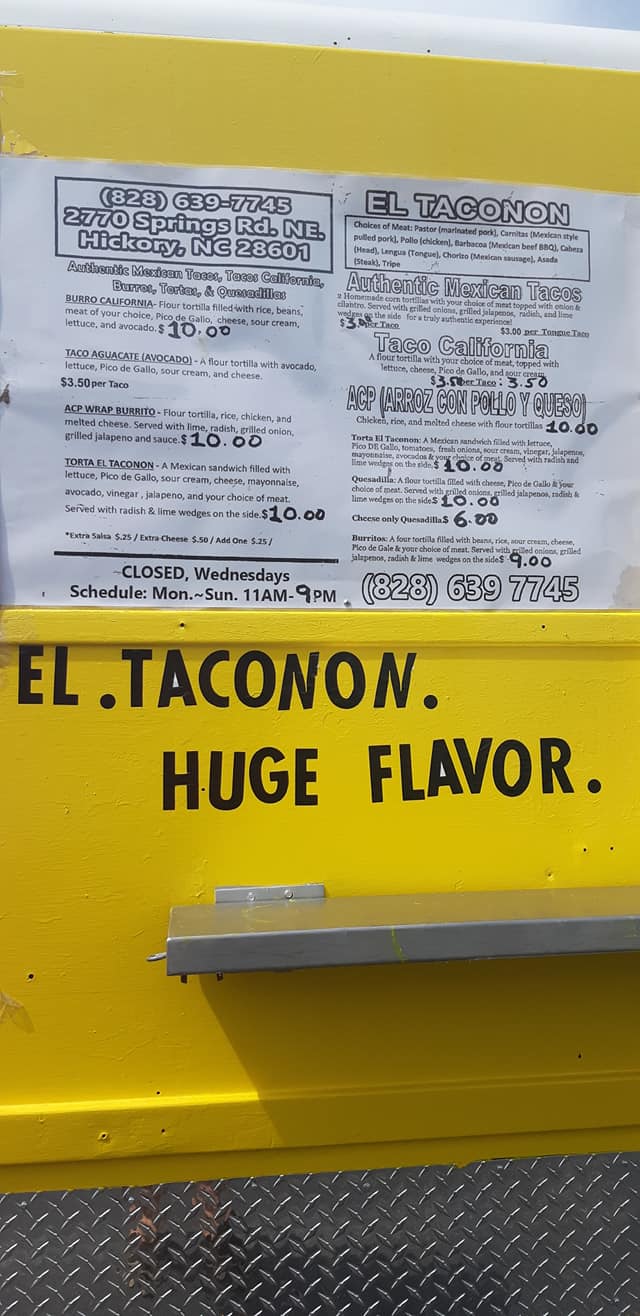 (828) 639-7745
2770 Springs Rd. NE.
Hickory, NC 28601
Authentic Mexican Tacos, Tacos California,
Burros, Tortas, & Quesadillas
BURRO CALIFORNIA- Flour tortilla filled with rice, beans,
meat of your choice, Pico de Gallo, cheese, sour cream,
lettuce, and avocado. $10.00
TACO AGUACATE (AVOCADO) - A flour tortilla with avocado,
lettuce, Pico de Gallo, sour cream, and cheese.
$3.50 per Taco
ACP WRAP BURRITO - Flour tortilla, rice, chicken, and
melted cheese. Served with lime, radish, grilled onion,
grilled jalapeno and sauce. $10.00
TORTA EL TACONON - A Mexican sandwich filled with
lettuce, Pico de Gallo, sour cream, cheese, mayonnaise,
avocado, vinegar, jalapeno, and your choice of meat.
Served with radish & lime wedges on the side. $10.00
*Extra Salsa $.25 / Extra Cheese $.50 / Add One $.25 /
CLOSED, Wednesdays
Schedule: Mon.~Sun. 11AM-9PM
EL TACONON
Choices of Meat: Pastor (marinated pork), Carnitas (Mexican style
pulled pork), Pollo (chicken), Barbacoa (Mexican beef BBQ), Cabeza
(Head), Lengua (Tongue), Chorizo (Mexican sausage), Asada
(Steak), Tripe
Authentic Mexican Tacos
2 Homemade corn tortillas with your choice of meat topped with onion &
cilantro. Served with grilled onions, grilled jalapenos, radish, and lime
wedges on the side for a truly authentic experience!
per Taco
$3.00 per Tongue Taco
Taco California
A flour tortilla with your choice of meat, topped with
lettuce, cheese, Pico de Gallo, and sour cream
$3.50 per Taco: 3.50
ACP (ARROZ CON POLLO Y QUESO)
Chicken, rice, and melted cheese with flour tortillas 10.00
Torta El Taconon: A Mexican sandwich filled with lettuce,
Pico DE Gallo, tomatoes, fresh onions, sour cream, vinegar, jalapenos,
mayonnaise, avocados & your choice of meat. Served with radish and
lime wedges on the side. $10.00
Quesadilla: A flour tortilla filled with cheese, Pico de Gallo & your
choice of meat. Served with grilled onions, grilled jalapenos, radish &
lime wedges on the side $10.00
Cheese only Quesadilla $6.00
Burritos: A flour tortilla filled with beans, rice, sour cream, cheese,
Pico de Gale & your choice of meat. Served with grilled onions, grilled
jalapenos, radish & lime wedges on the side $9.00
(828) 639 7745
EL .TACONON.
HUGE FLAVOR.